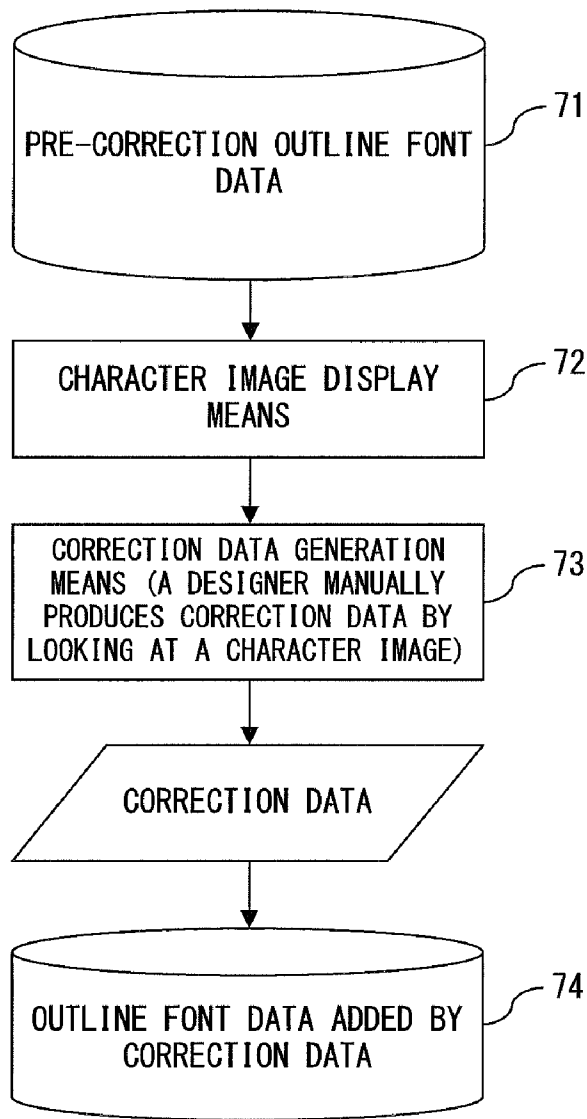 PRE-CORRECTION OUTLINE FONT
DATA
71
CHARACTER IMAGE DISPLAY
MEANS
72
CORRECTION DATA GENERATION
MEANS (A DESIGNER MANUALLY
PRODUCES CORRECTION DATA BY
LOOKING AT A CHARACTER IMAGE)
73
CORRECTION DATA
OUTLINE FONT DATA ADDED BY
CORRECTION DATA
74